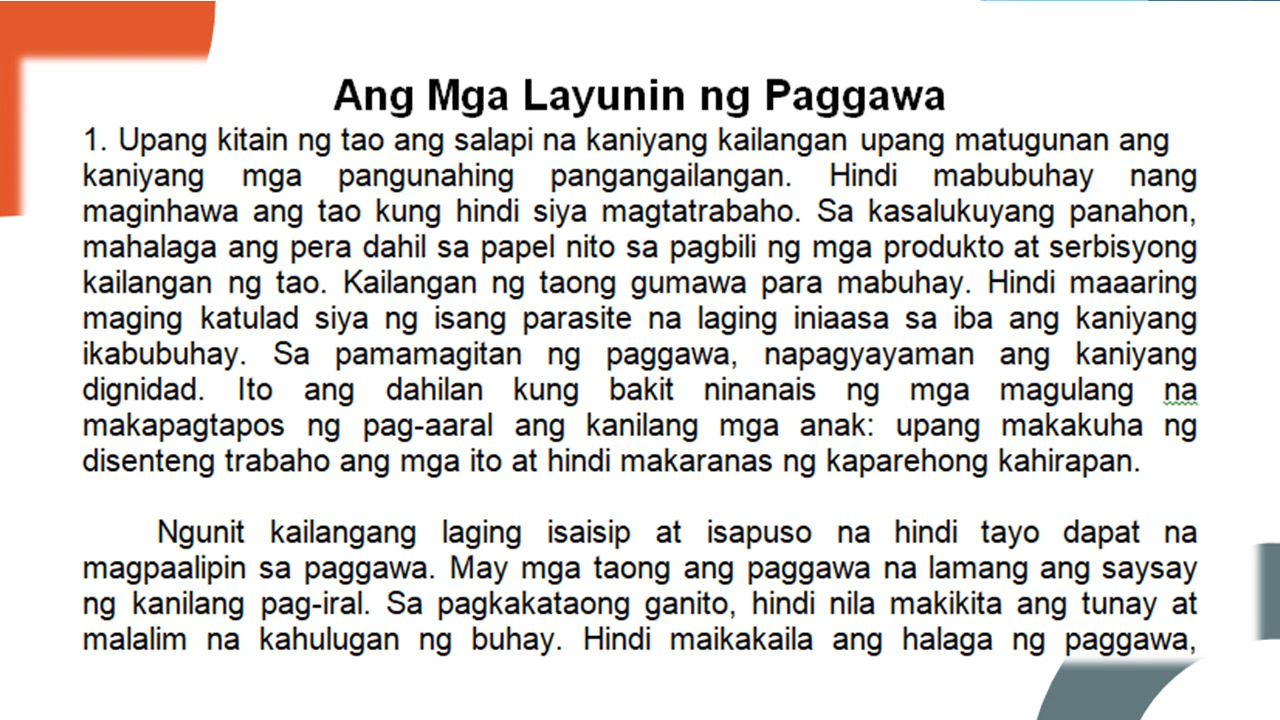 Ang Mga Layunin ng Paggawa
1. Upang kitain ng tao ang salapi na kaniyang kailangan upang matugunan ang
kaniyang mga pangunahing pangangailangan. Hindi mabubuhay nang
maginhawa ang tao kung hindi siya magtatrabaho. Sa kasalukuyang panahon,
mahalaga ang pera dahil sa papel nito sa pagbili ng mga produkto at serbisyong
kailangan ng tao. Kailangan ng taong gumawa para mabuhay. Hindi maaaring
maging katulad siya ng isang parasite na laging iniaasa sa iba ang kaniyang
ikabubuhay. Sa pamamagitan ng paggawa, napagyayaman ang kaniyang
dignidad. Ito ang dahilan kung bakit ninanais ng mga magulang na
makapagtapos ng pag-aaral ang kanilang mga anak: upang makakuha ng
disenteng trabaho ang mga ito at hindi makaranas ng kaparehong kahirapan.
Ngunit kailangang laging isaisip at isapuso na hindi tayo dapat na
magpaalipin sa paggawa. May mga taong ang paggawa na lamang ang saysay
ng kanilang pag-iral. Sa pagkakataong ganito, hindi nila makikita ang tunay at
malalim na kahulugan ng buhay. Hindi maikakaila ang halaga ng paggawa,